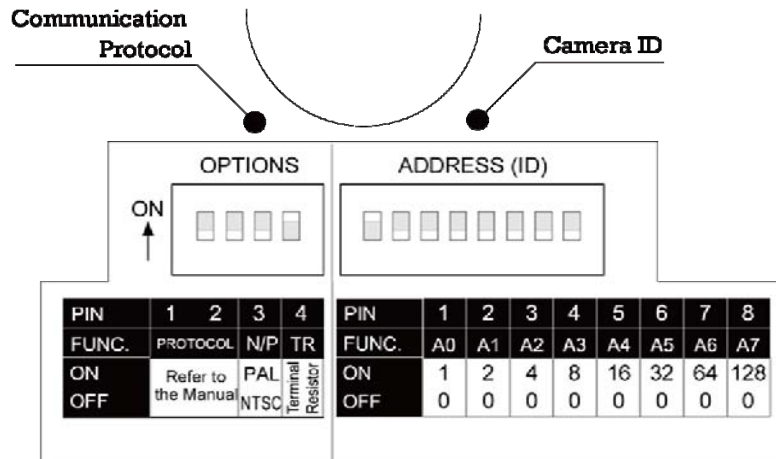 Communication
Protocol
Camera ID
OPTIONS
ADDRESS (ID)
ON
PIN 1 2 3 4
FUNC. PROTOCOL N/P TR
ON Refer to the Manual PAL Terminal Resistor
OFF NTSC
PIN 1 2 3 4 5 6 7 8
FUNC. A0 A1 A2 A3 A4 A5 A6 A7
ON 1 2 4 8 16 32 64 128
OFF 0 0 0 0 0 0 0 0